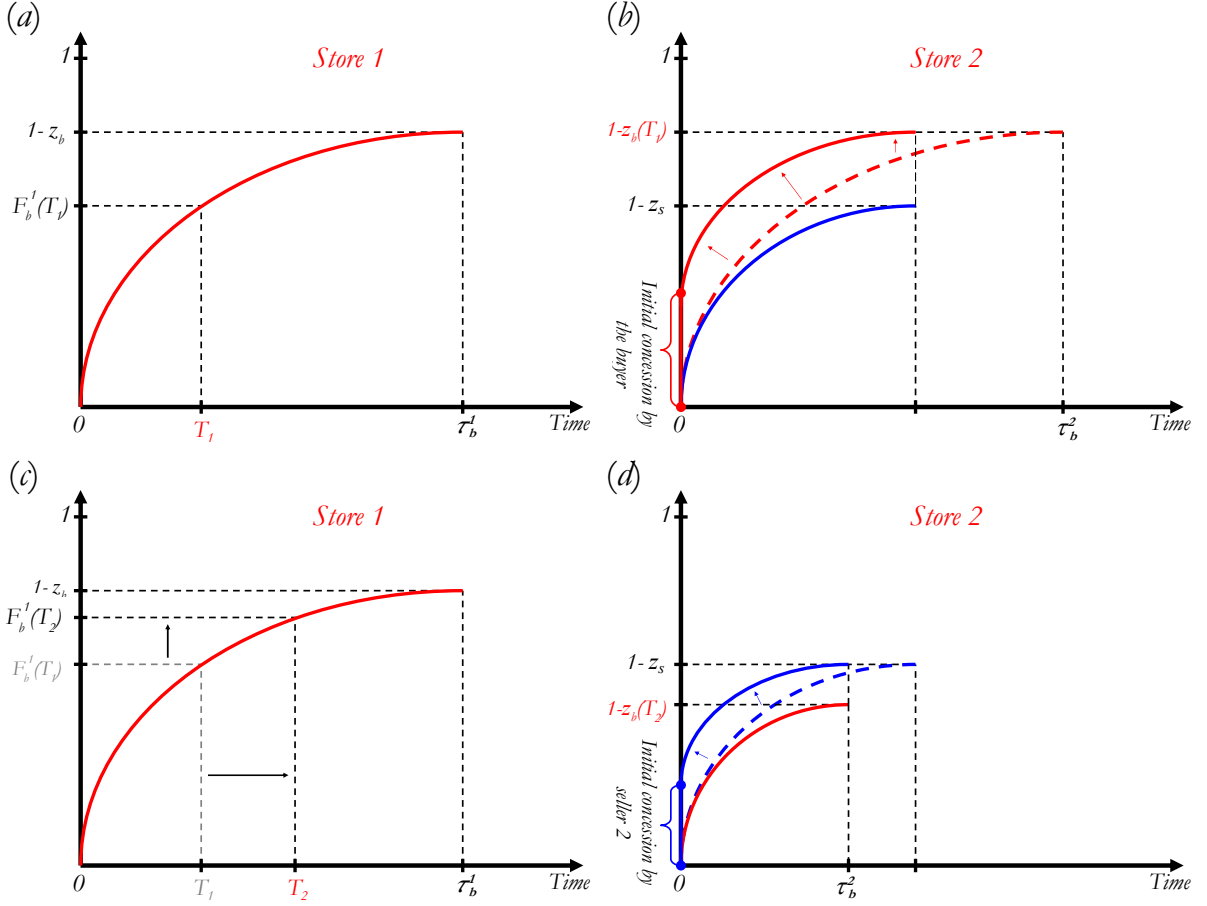 (a)
1
Store 1
1- z_b
F_b^1(T_1)
0
T_1
τ_b^1
Time
(b)
1
Store 2
1-z_b(T_1)
1-z_s
Initial concession by
the buyer
0
τ_b^2
Time
(c)
1
Store 1
1-z_b
F_b^1(T_2)
F_b^1(T_1)
0
T_1
T_2
τ_b^1
Time
(d)
1
Store 2
1-z_s
1-z_b(T_2)
Initial concession by
seller 2
0
τ_b^2
Time